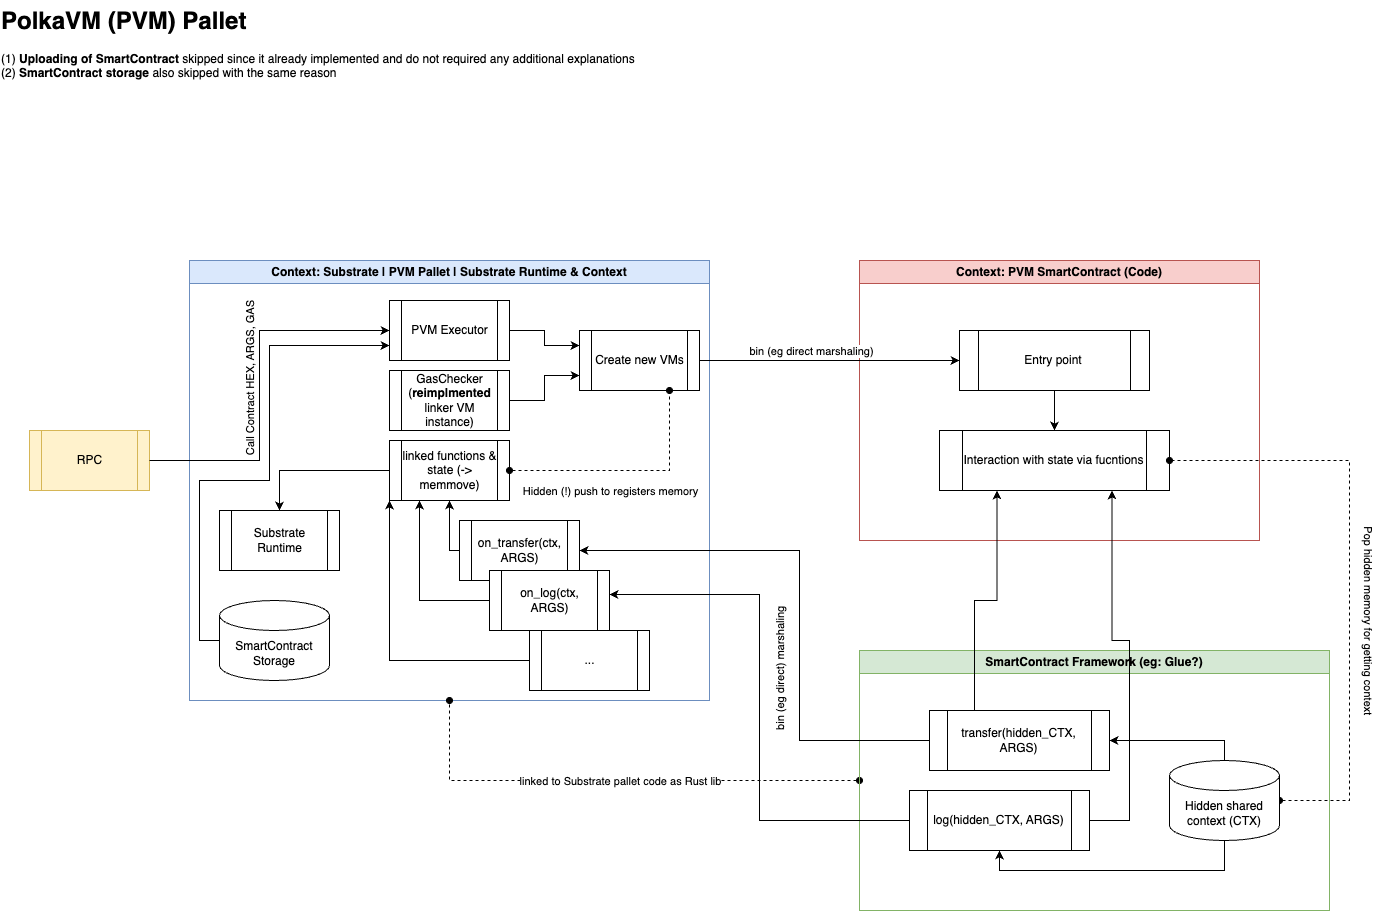 PolkaVM (PVM) Pallet
(1) Uploading of SmartContract skipped since it already implemented and do not required any additional explanations
(2) SmartContract storage also skipped with the same reason
Context: Substrate | PVM Pallet | Substrate Runtime & Context
Call Contract HEX, ARGS, GAS
PVM Executor
GasChecker
(reimplmented
linker VM
instance)
Create new VMs
linked functions &
state (->
memmove)
Hidden (!) push to registers memory
RPC
Substrate
Runtime
on_transfer(ctx,
ARGS)
on_log(ctx,
ARGS)
...
SmartContract
Storage
bin (eg direct marshaling)
Context: PVM SmartContract (Code)
Entry point
Interaction with state via fucntions
Pop hidden memory for getting context
bin (eg direct) marshaling
linked to Substrate pallet code as Rust lib
SmartContract Framework (eg: Glue?)
transfer(hidden_CTX,
ARGS)
log(hidden_CTX, ARGS)
Hidden shared
context (CTX)